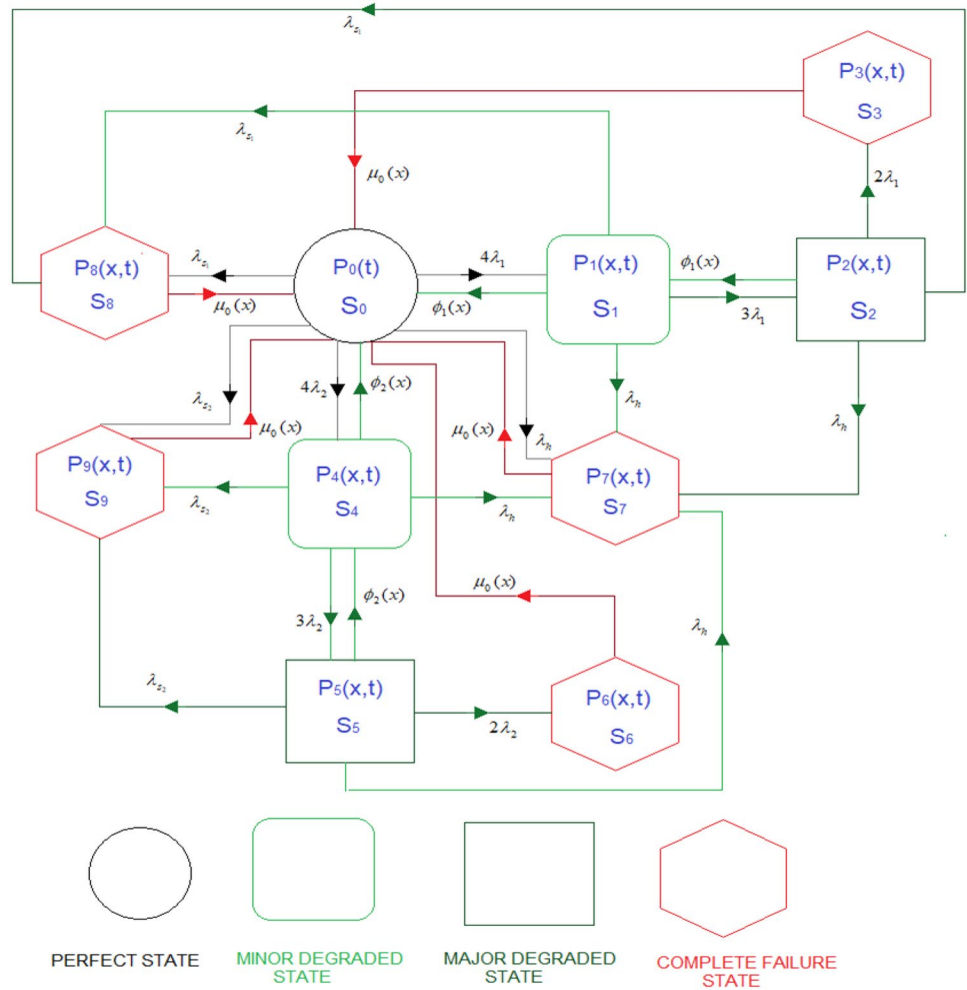 λs₁
P3(x,t)
S3
λs₁
μ₀(x)
2λ₁
P8(x,t)
S8
λs₁
μ₀(x)
P0(t)
S0
4λ₁
ϕ₁(x)
P1(x,t)
S1
ϕ₁(x)
3λ₁
P2(x,t)
S2
λs₂
μ₀(x)
4λ₂
ϕ₂(x)
μ₀(x)
λh
λh
λh
P9(x,t)
S9
λs₂
P4(x,t)
S4
λh
P7(x,t)
S7
3λ₂
ϕ₂(x)
μ₀(x)
λh
λs₂
P5(x,t)
S5
2λ₂
P6(x,t)
S6
PERFECT STATE
MINOR DEGRADED
STATE
MAJOR DEGRADED
STATE
COMPLETE FAILURE
STATE